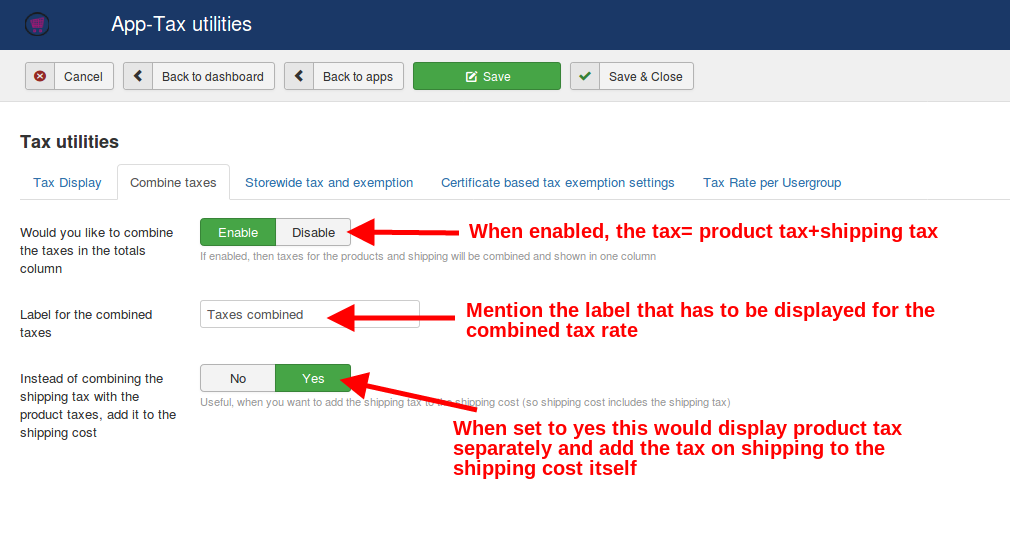 App-Tax utilities
Cancel
Back to dashboard
Back to apps
Save
Save & Close
Tax utilities
Tax Display
Combine taxes
Storewide tax and exemption
Certificate based tax exemption settings
Tax Rate per Usergroup
Would you like to combine
the taxes in the totals
column
Enable
Disable
When enabled, the tax= product tax+shipping tax
If enabled, then taxes for the products and shipping will be combined and shown in one column
Label for the combined
taxes
Taxes combined
Mention the label that has to be displayed for the
combined tax rate
Instead of combining the
shipping tax with the
product taxes, add it to the
shipping cost
No
Yes
Useful, when you want to add the shipping tax to the shipping cost (so shipping cost includes the shipping tax)
When set to yes this would display product tax
separately and add the tax on shipping to the
shipping cost itself